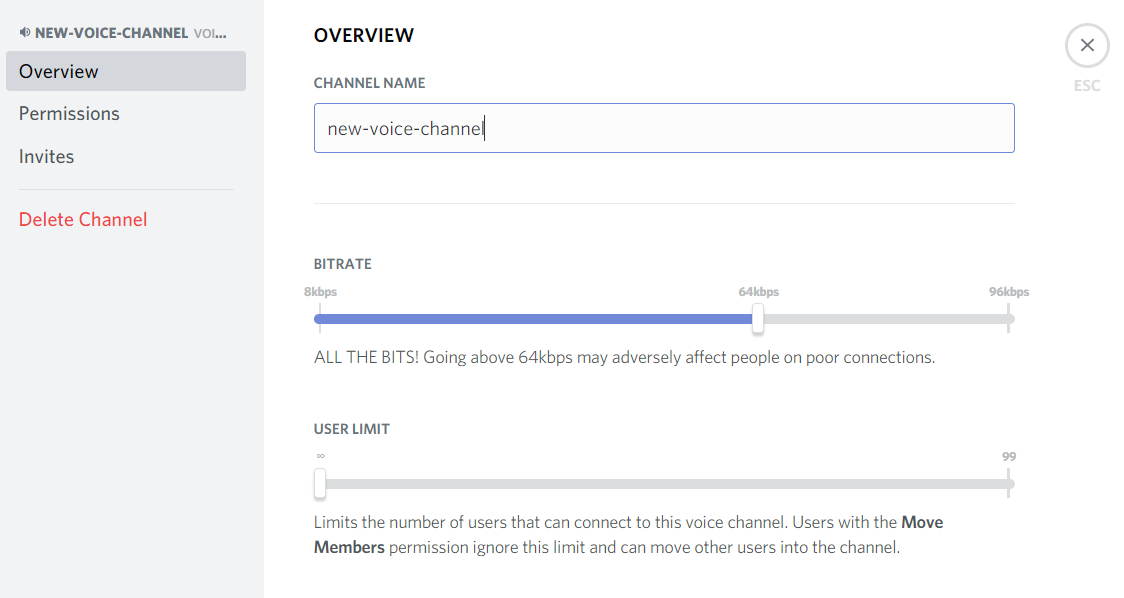 NEW-VOICE-CHANNEL VOI...
Overview
Permissions
Invites
Delete Channel
OVERVIEW
CHANNEL NAME
new-voice-channel
BITRATE
8kbps 64kbps 96kbps
ALL THE BITS! Going above 64kbps may adversely affect people on poor connections.
USER LIMIT
∞ 99
Limits the number of users that can connect to this voice channel. Users with the Move
Members permission ignore this limit and can move other users into the channel.
ESC